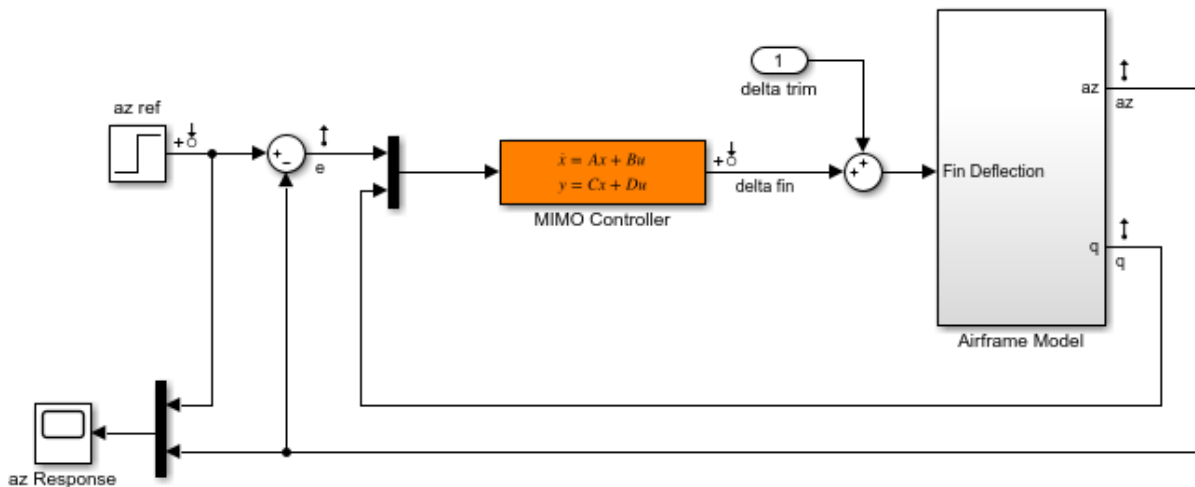 1
delta trim
az ref
+
+
−
e
ẋ = Ax + Bu
y = Cx + Du
MIMO Controller
+
delta fin
+
+
Fin Deflection
az
az
q
q
Airframe Model
az Response